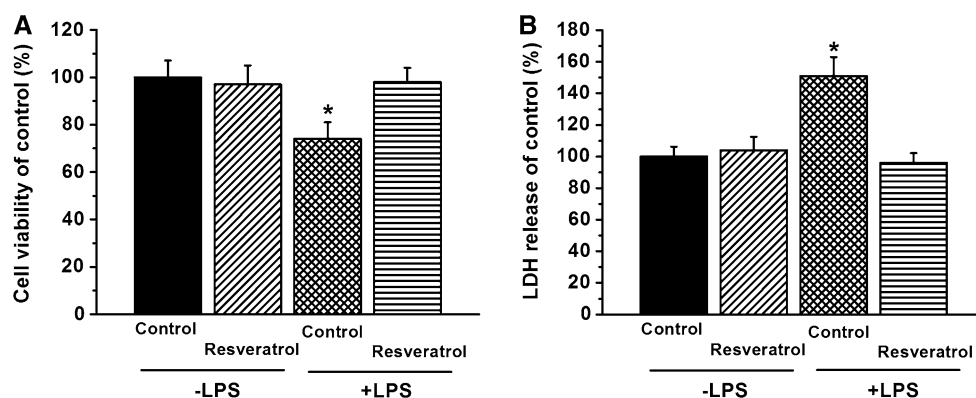 A
Cell viability of control (%)
120
100
80
60
40
20
0
*
Control
Resveratrol
Control
Resveratrol
-LPS
+LPS
B
LDH release of control (%)
180
160
140
120
100
80
60
40
20
0
*
Control
Resveratrol
Control
Resveratrol
-LPS
+LPS